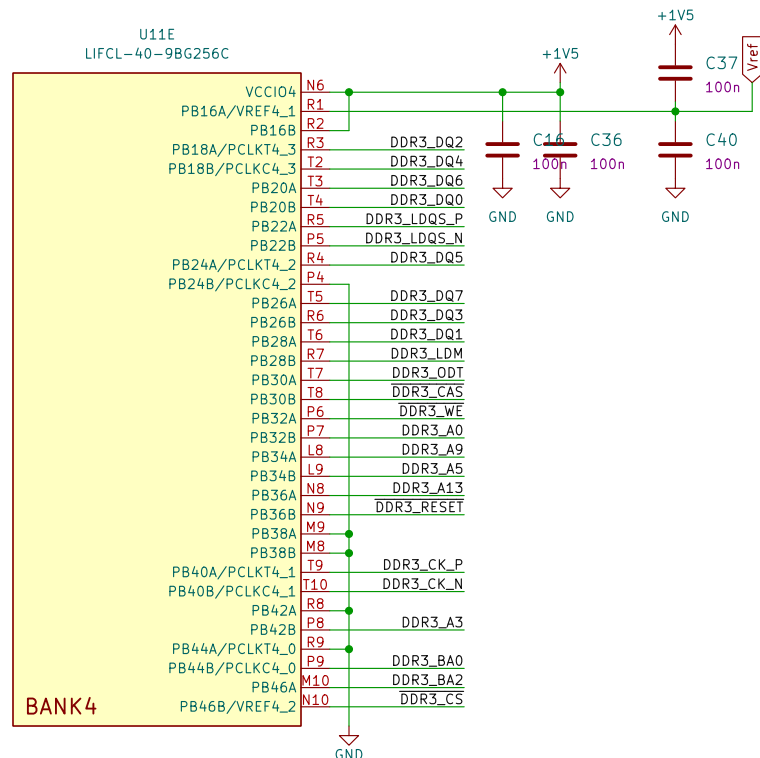 U11E
LIFCL-40-9BG256C
+1V5
+1V5
Vref
C37
100n
VCCIO4 N6
PB16A/VREF4_1 R1
PB16B R2
C16
100n
C36
100n
C40
100n
GND
GND
GND
PB18A/PCLKT4_3 R3 DDR3_DQ2
PB18B/PCLKC4_3 T2 DDR3_DQ4
PB20A T3 DDR3_DQ6
PB20B T4 DDR3_DQ0
PB22A R5 DDR3_LDQS_P
PB22B P5 DDR3_LDQS_N
PB24A/PCLKT4_2 R4 DDR3_DQ5
PB24B/PCLKC4_2 P4
PB26A T5 DDR3_DQ7
PB26B R6 DDR3_DQ3
PB28A T6 DDR3_DQ1
PB28B R7 DDR3_LDM
PB30A T7 DDR3_ODT
PB30B T8 DDR3_CAS
PB32A P6 DDR3_WE
PB32B P7 DDR3_A0
PB34A L8 DDR3_A9
PB34B L9 DDR3_A5
PB36A N8 DDR3_A13
PB36B N9 DDR3_RESET
PB38A M9
PB38B M8
PB40A/PCLKT4_1 T9 DDR3_CK_P
PB40B/PCLKC4_1 T10 DDR3_CK_N
PB42A R8
PB42B P8 DDR3_A3
PB44A/PCLKT4_0 R9
PB44B/PCLKC4_0 P9 DDR3_BA0
PB46A M10 DDR3_BA2
PB46B/VREF4_2 N10 DDR3_CS
BANK4
GND